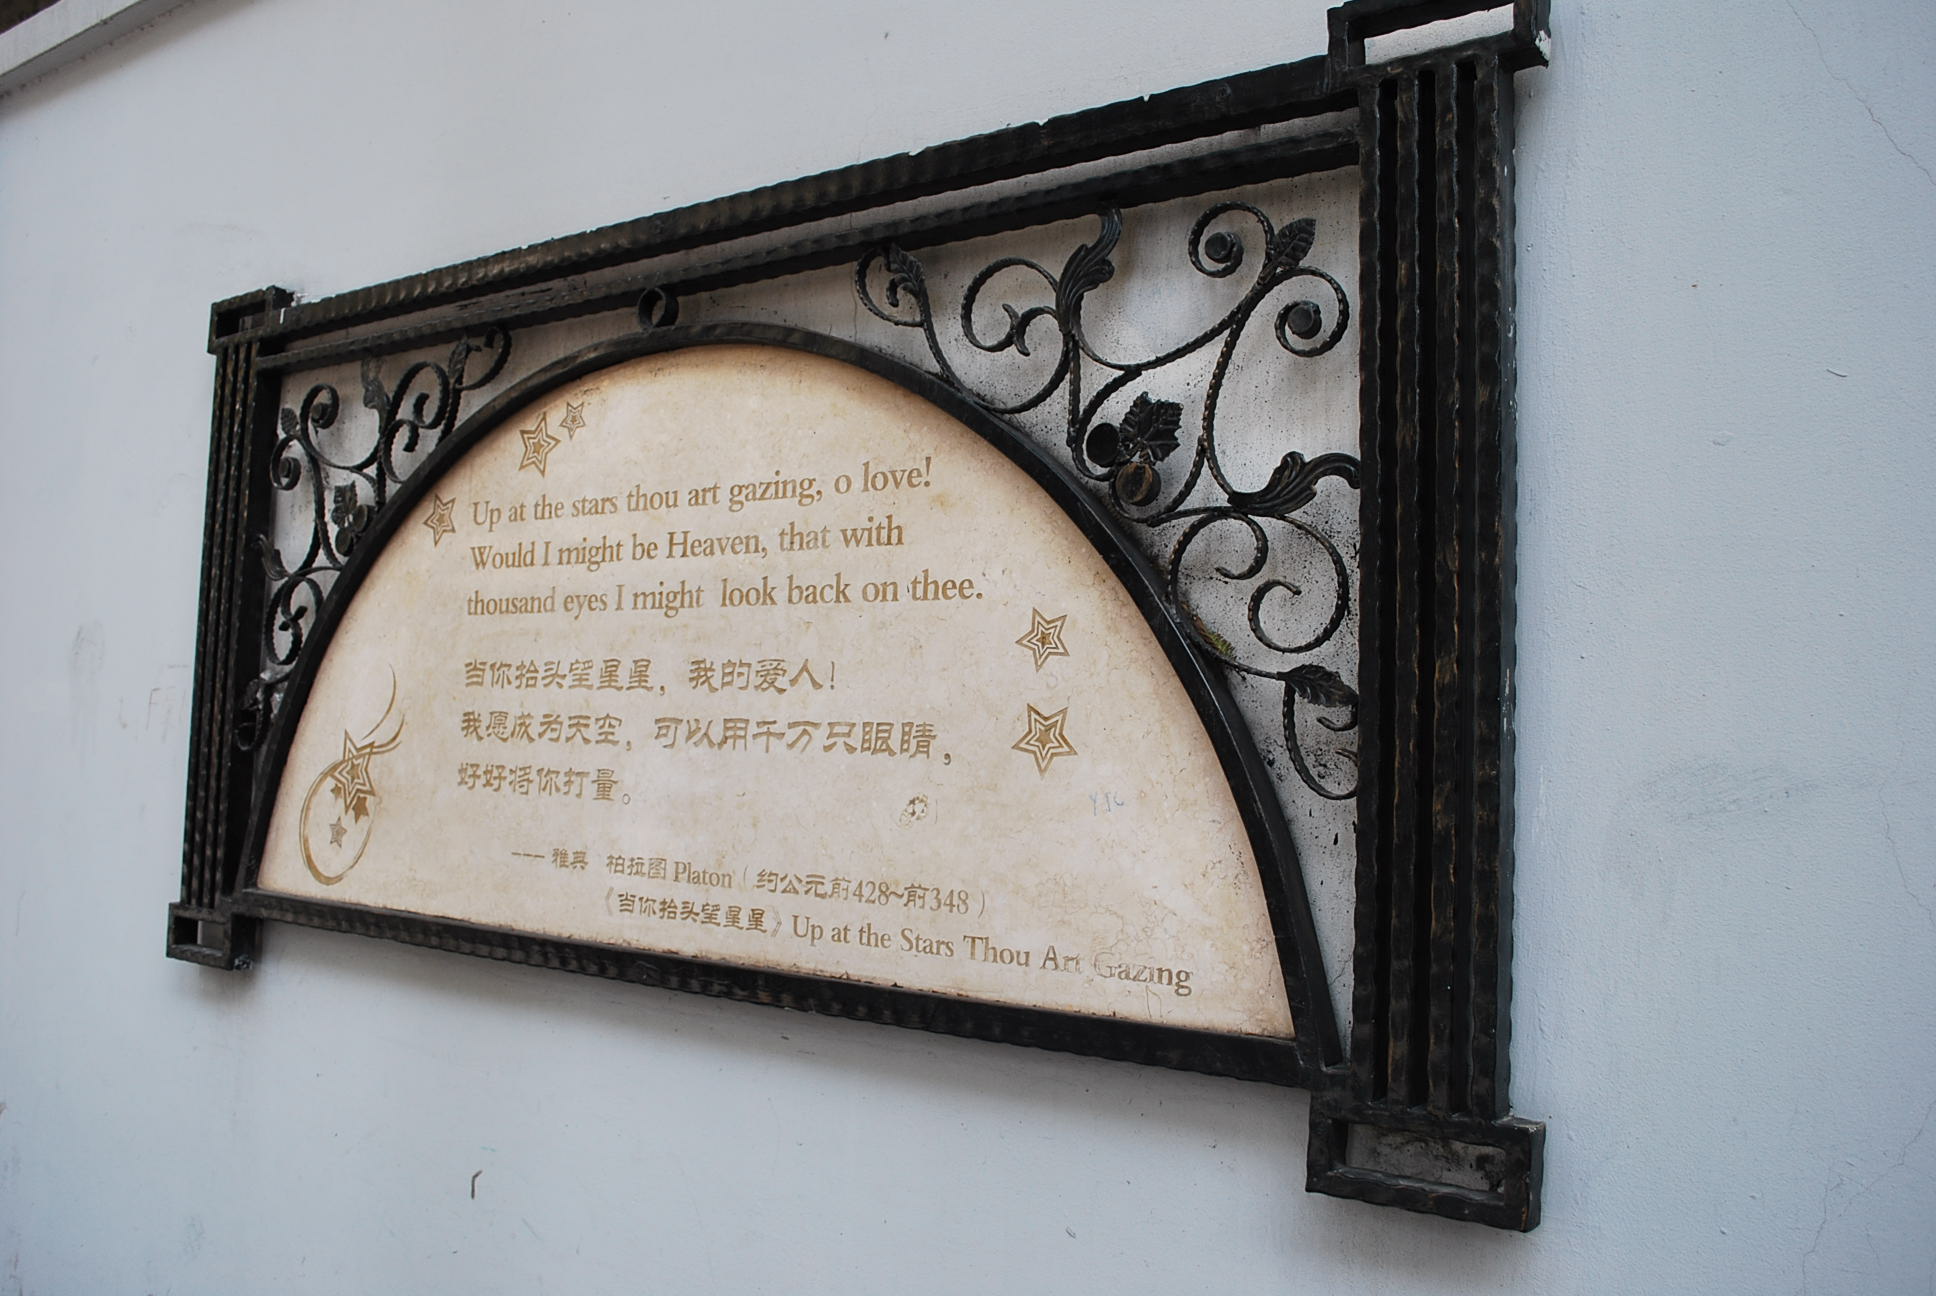 Up at the stars thou art gazing, o love!
Would I might be Heaven, that with
thousand eyes I might look back on thee.
当你抬头望星星，我的爱人！
我愿成为天空，可以用千万只眼睛，
好好将你打量。
--- 雅典 柏拉图 Platon（约公元前428~前348）
《当你抬头望星星》Up at the Stars Thou Art Gazing